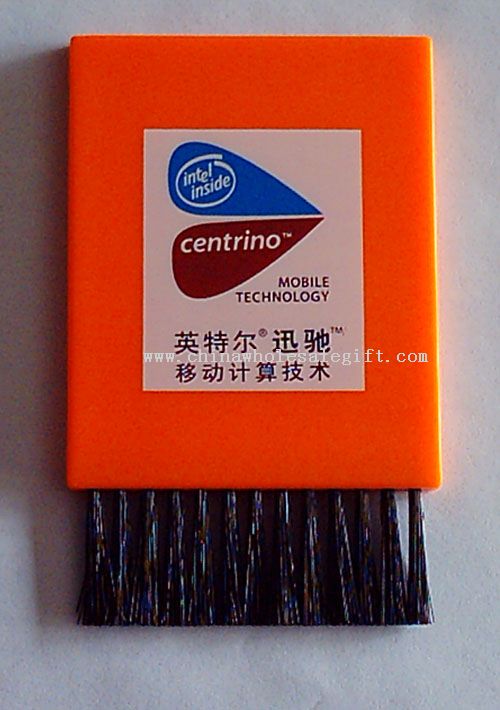 intel
inside
centrino™
MOBILE
TECHNOLOGY
英特尔® 迅驰™
www.chinawholesalegift.com
移动计算技术